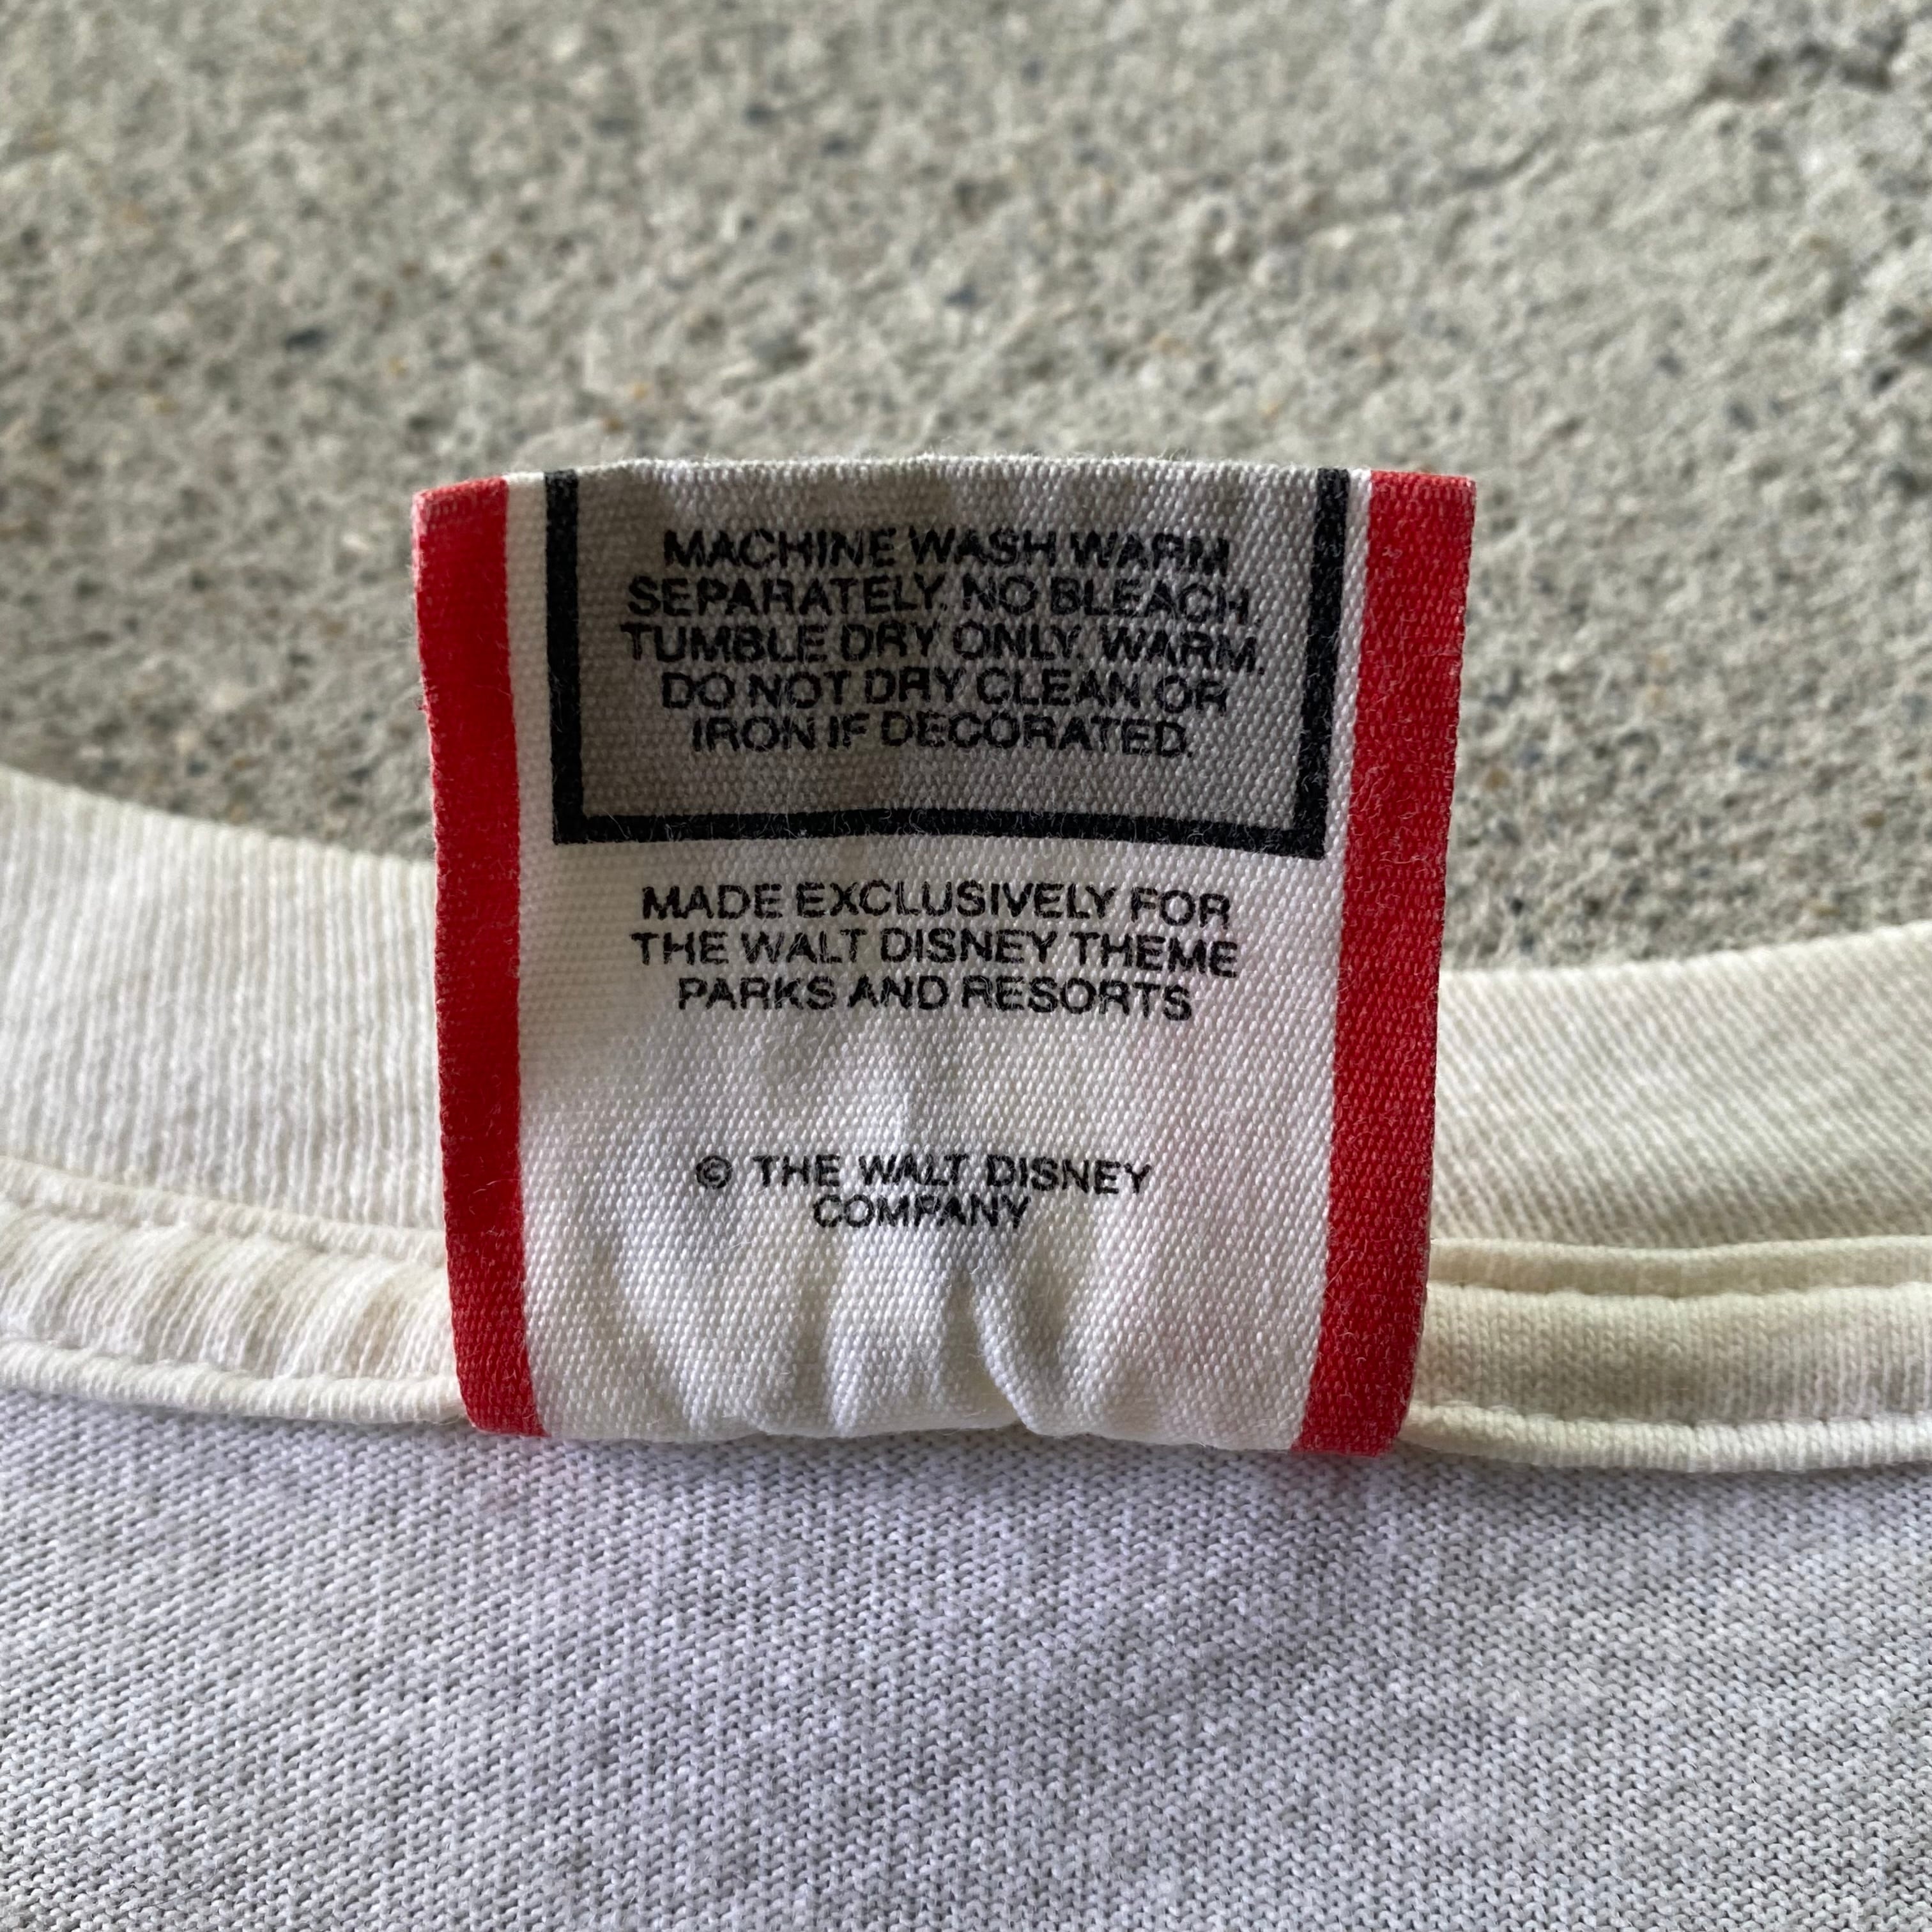 MACHINE WASH WARM
SEPARATELY. NO BLEACH.
TUMBLE DRY ONLY. WARM.
DO NOT DRY CLEAN OR
IRON IF DECORATED.
MADE EXCLUSIVELY FOR
THE WALT DISNEY THEME
PARKS AND RESORTS
© THE WALT DISNEY
COMPANY